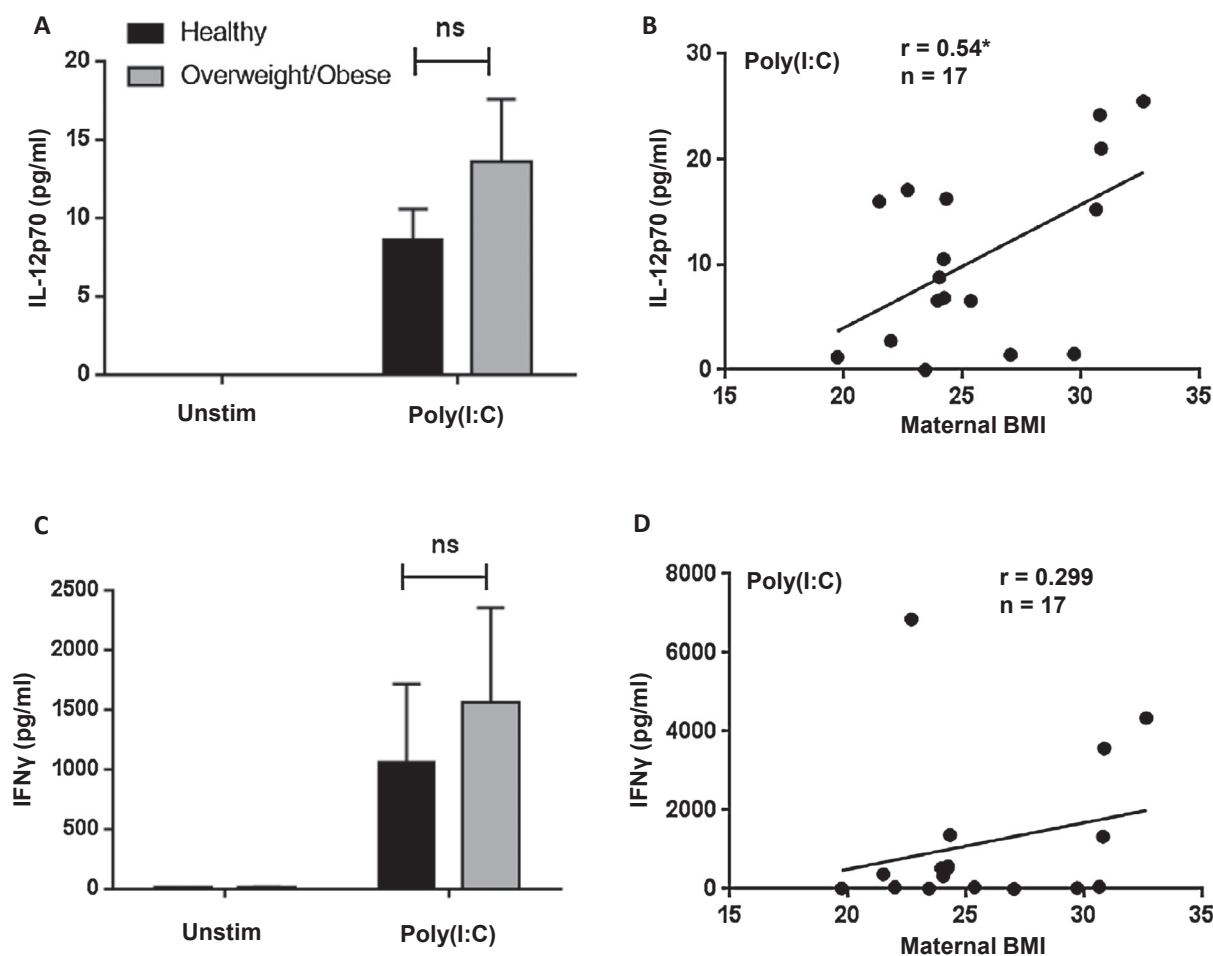 A
Healthy
Overweight/Obese
ns
20
15
10
5
0
IL-12p70 (pg/ml)
Unstim
Poly(I:C)
B
Poly(I:C)
r = 0.54*
n = 17
30
20
10
0
IL-12p70 (pg/ml)
15
20
25
30
35
Maternal BMI
C
ns
2500
2000
1500
1000
500
0
IFNγ (pg/ml)
Unstim
Poly(I:C)
D
Poly(I:C)
r = 0.299
n = 17
8000
6000
4000
2000
0
IFNγ (pg/ml)
15
20
25
30
35
Maternal BMI